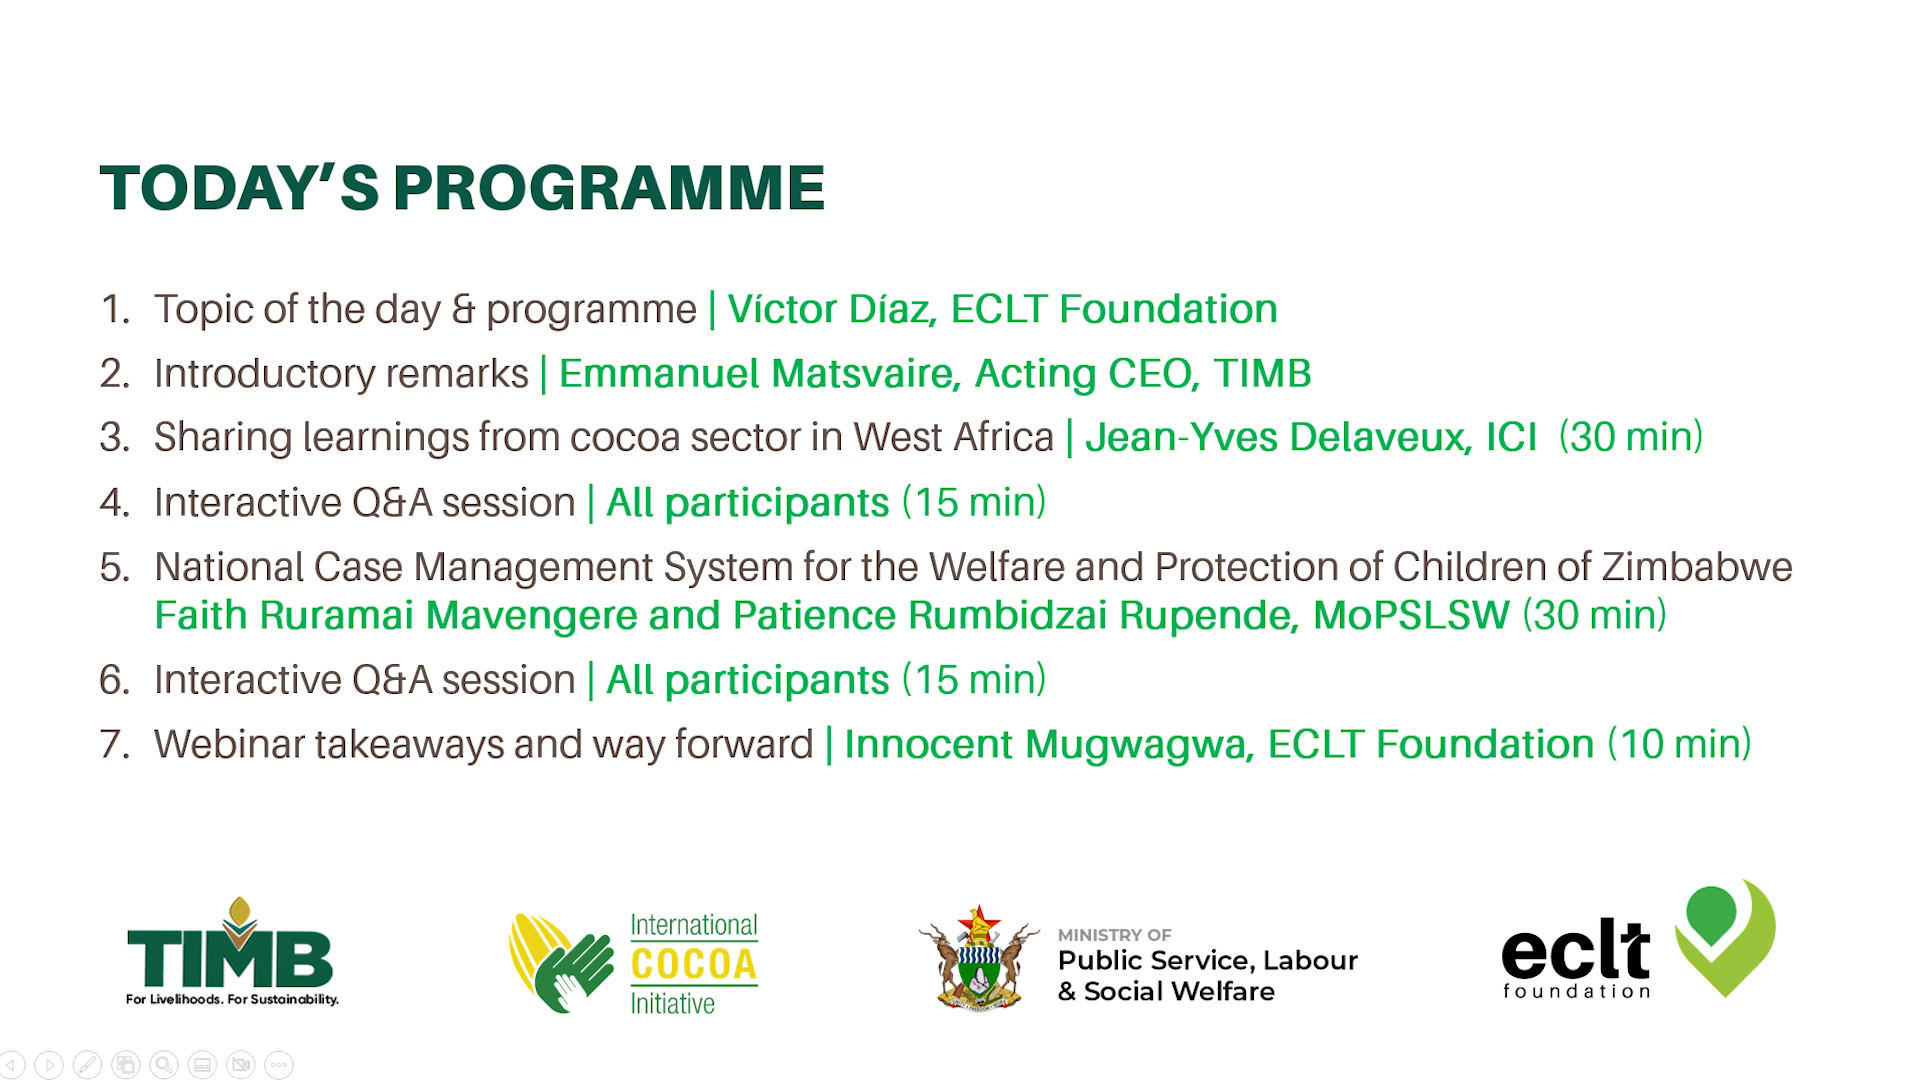 TODAY’S PROGRAMME
1. Topic of the day & programme | Víctor Díaz, ECLT Foundation
2. Introductory remarks | Emmanuel Matsvaire, Acting CEO, TIMB
3. Sharing learnings from cocoa sector in West Africa | Jean-Yves Delaveux, ICI (30 min)
4. Interactive Q&A session | All participants (15 min)
5. National Case Management System for the Welfare and Protection of Children of Zimbabwe
Faith Ruramai Mavengere and Patience Rumbidzai Rupende, MoPSLSW (30 min)
6. Interactive Q&A session | All participants (15 min)
7. Webinar takeaways and way forward | Innocent Mugwagwa, ECLT Foundation (10 min)
TIMB
For Livelihoods. For Sustainability.
International
COCOA
Initiative
MINISTRY OF
Public Service, Labour
& Social Welfare
eclt
foundation